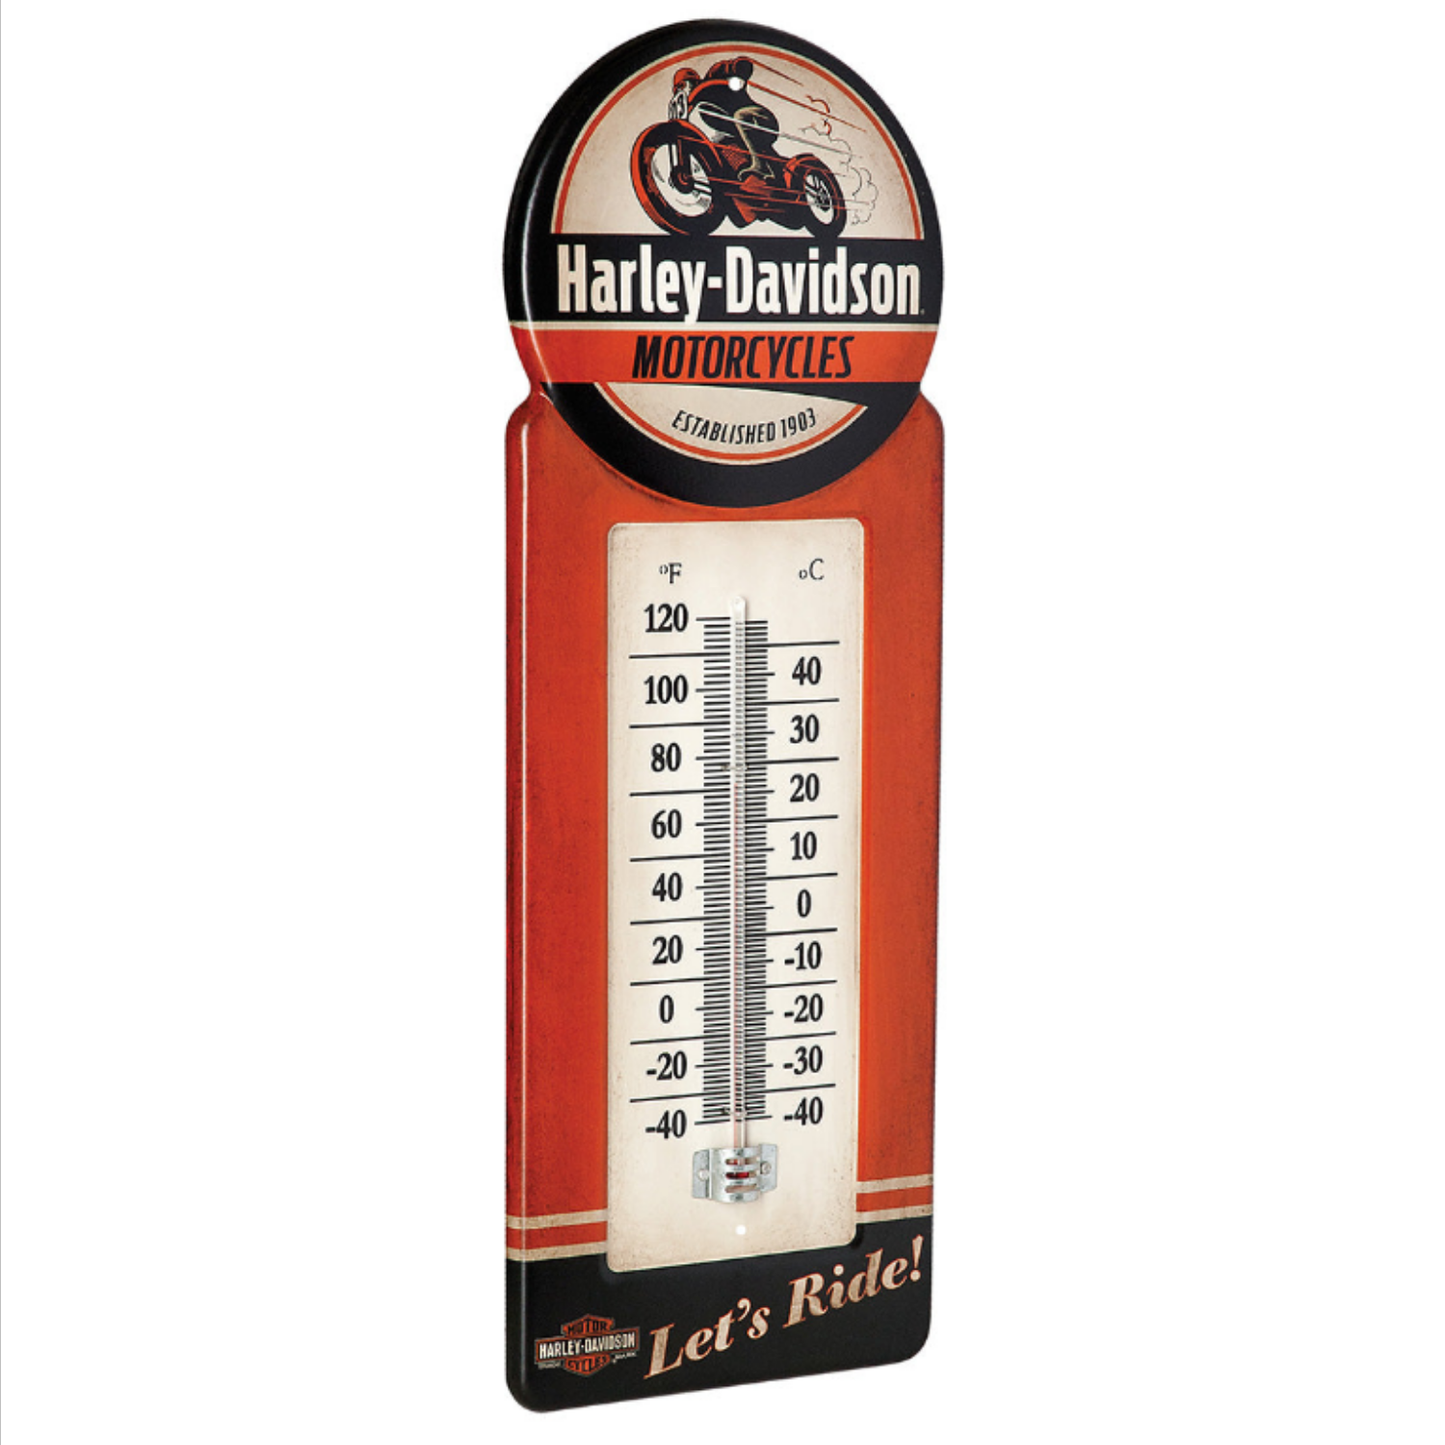 Harley-Davidson
MOTORCYCLES
ESTABLISHED 1903
°F °C
120
40
100
30
80
20
60
10
40
0
20
-10
0
-20
-20
-30
-40
-40
Let's Ride!
MOTOR
HARLEY-DAVIDSON
CYCLES